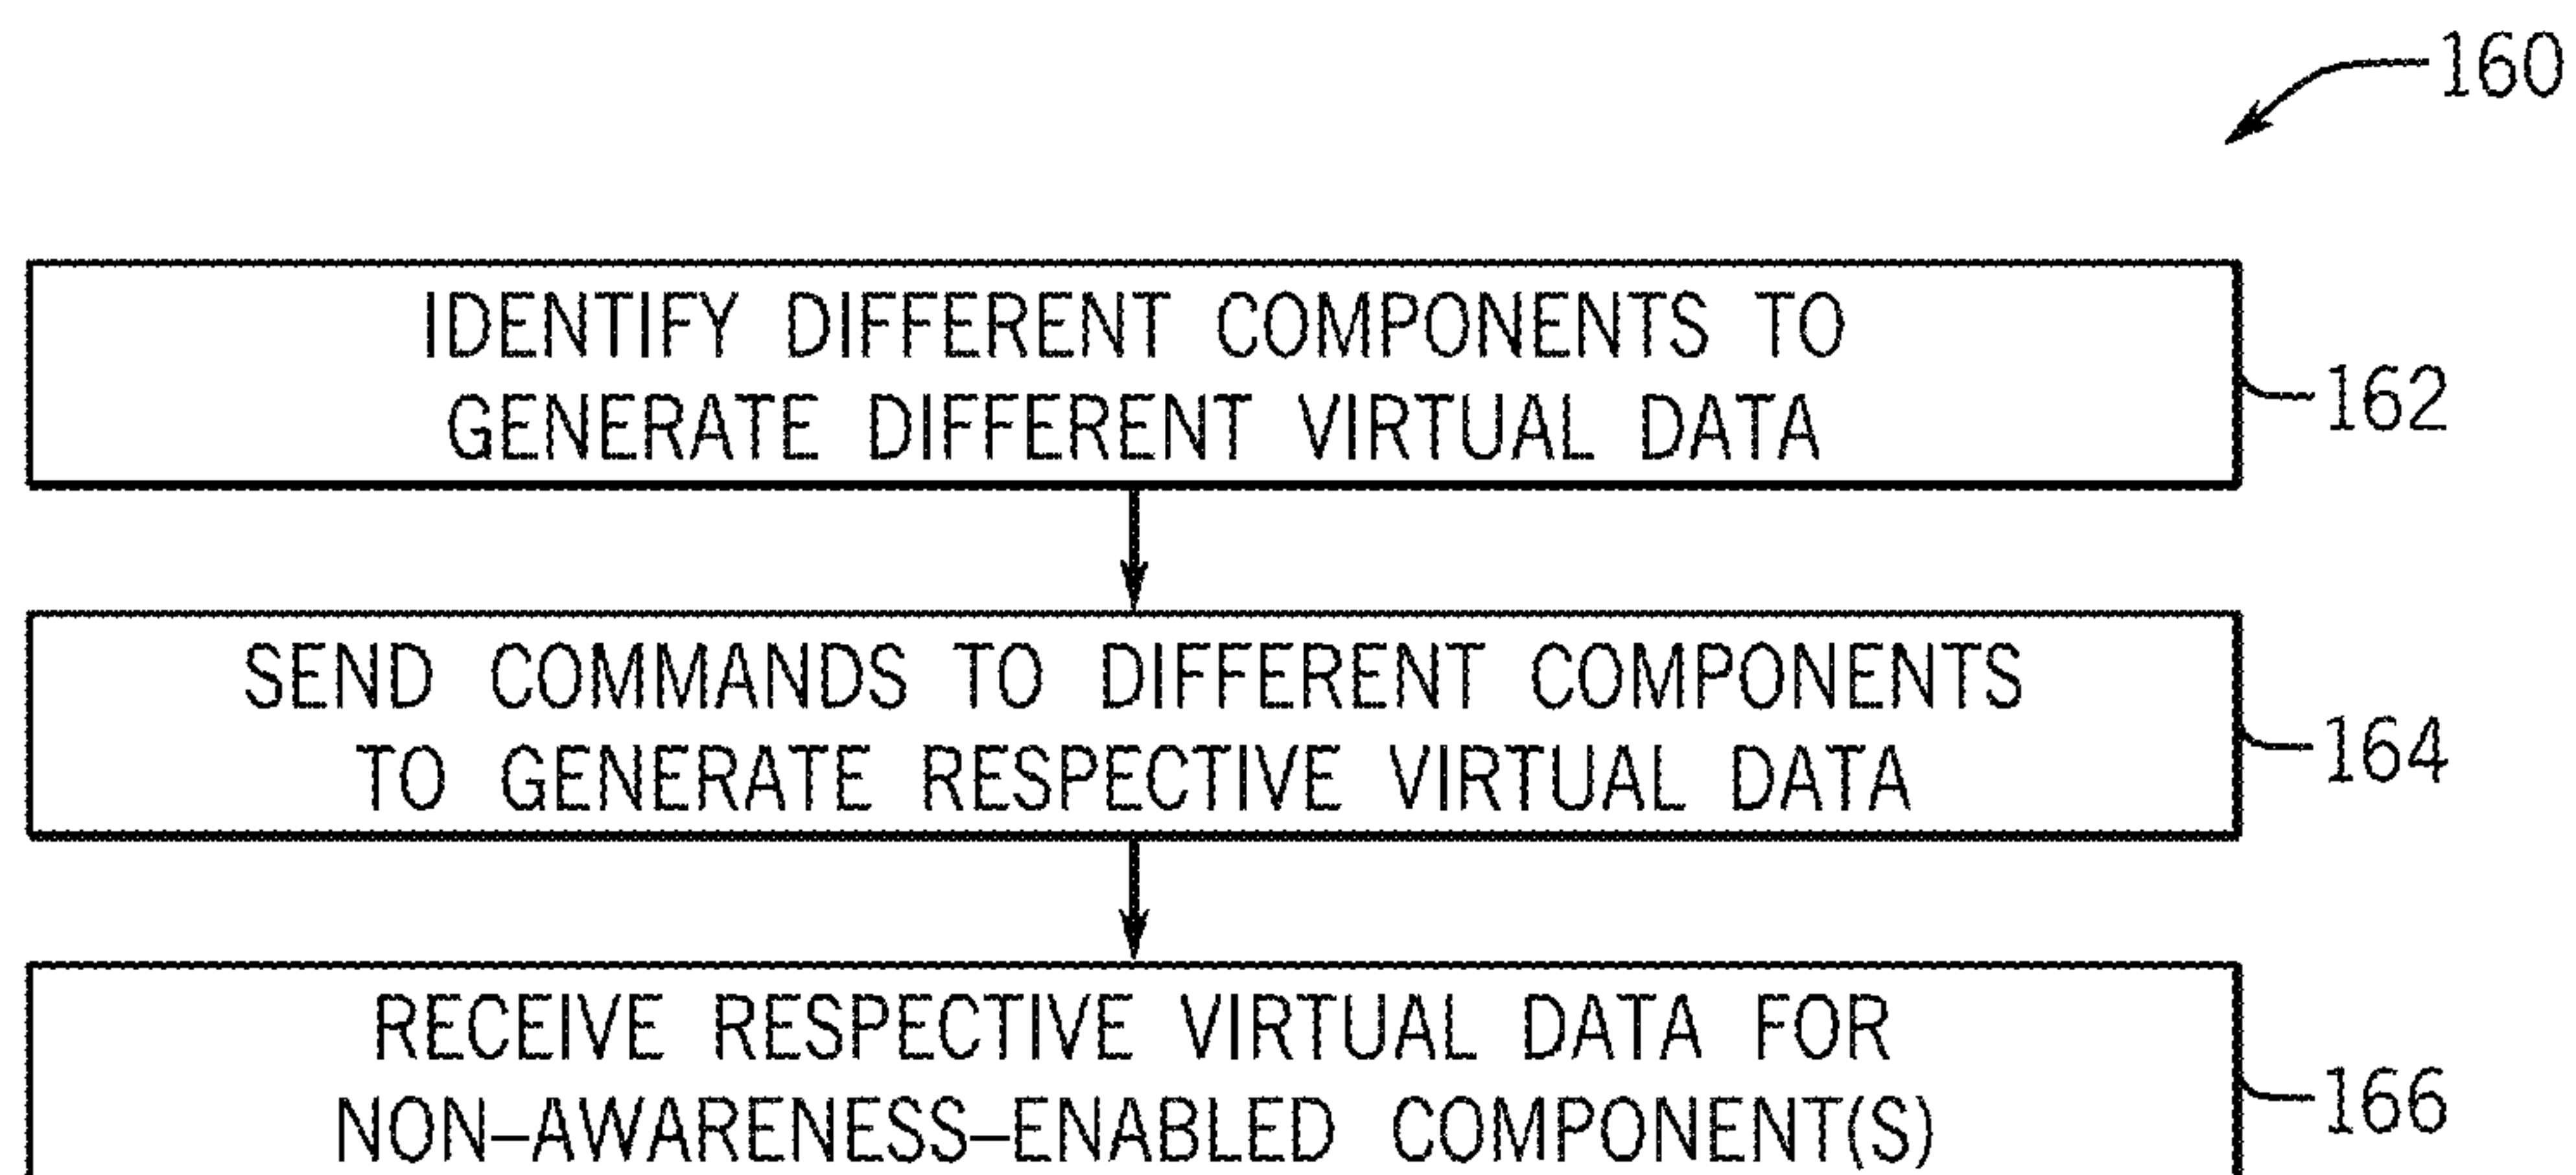 160
IDENTIFY DIFFERENT COMPONENTS TO
GENERATE DIFFERENT VIRTUAL DATA
162
SEND COMMANDS TO DIFFERENT COMPONENTS
TO GENERATE RESPECTIVE VIRTUAL DATA
164
RECEIVE RESPECTIVE VIRTUAL DATA FOR
NON–AWARENESS–ENABLED COMPONENT(S)
166